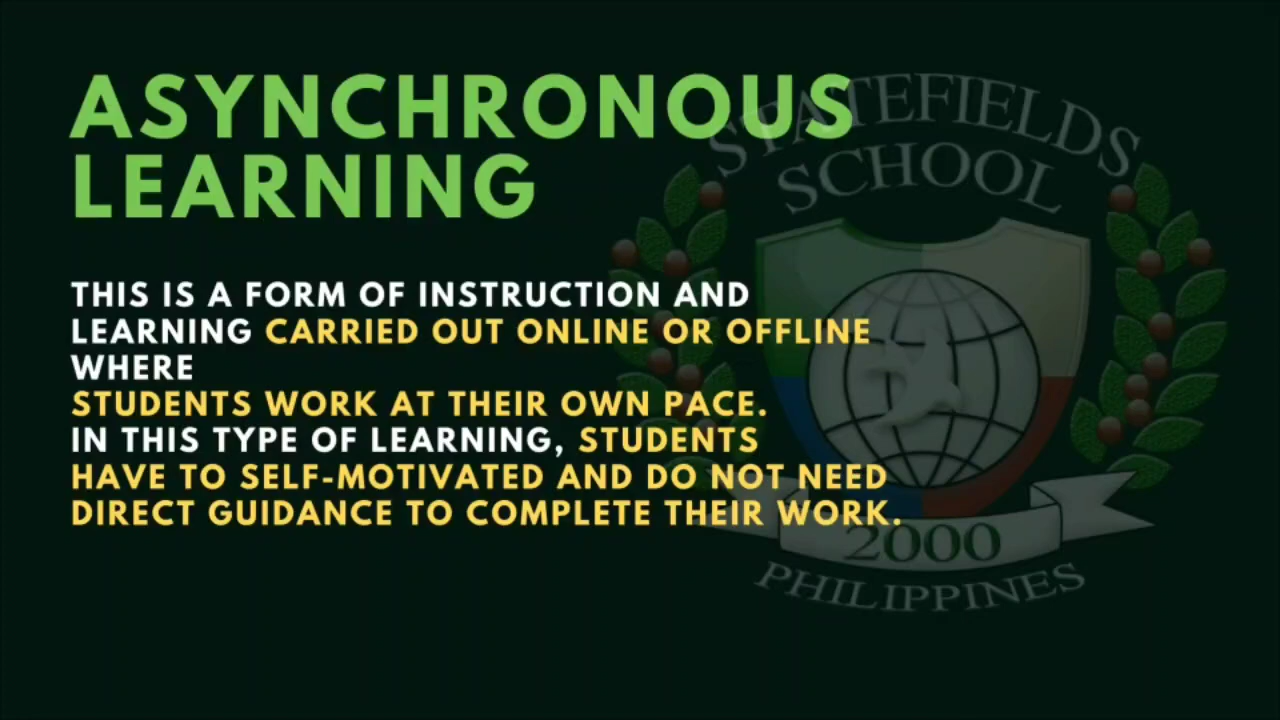 ASYNCHRONOUS
LEARNING
THIS IS A FORM OF INSTRUCTION AND
LEARNING CARRIED OUT ONLINE OR OFFLINE
WHERE
STUDENTS WORK AT THEIR OWN PACE.
IN THIS TYPE OF LEARNING, STUDENTS
HAVE TO SELF-MOTIVATED AND DO NOT NEED
DIRECT GUIDANCE TO COMPLETE THEIR WORK.
STATEFIELDS
SCHOOL
2000
PHILIPPINES